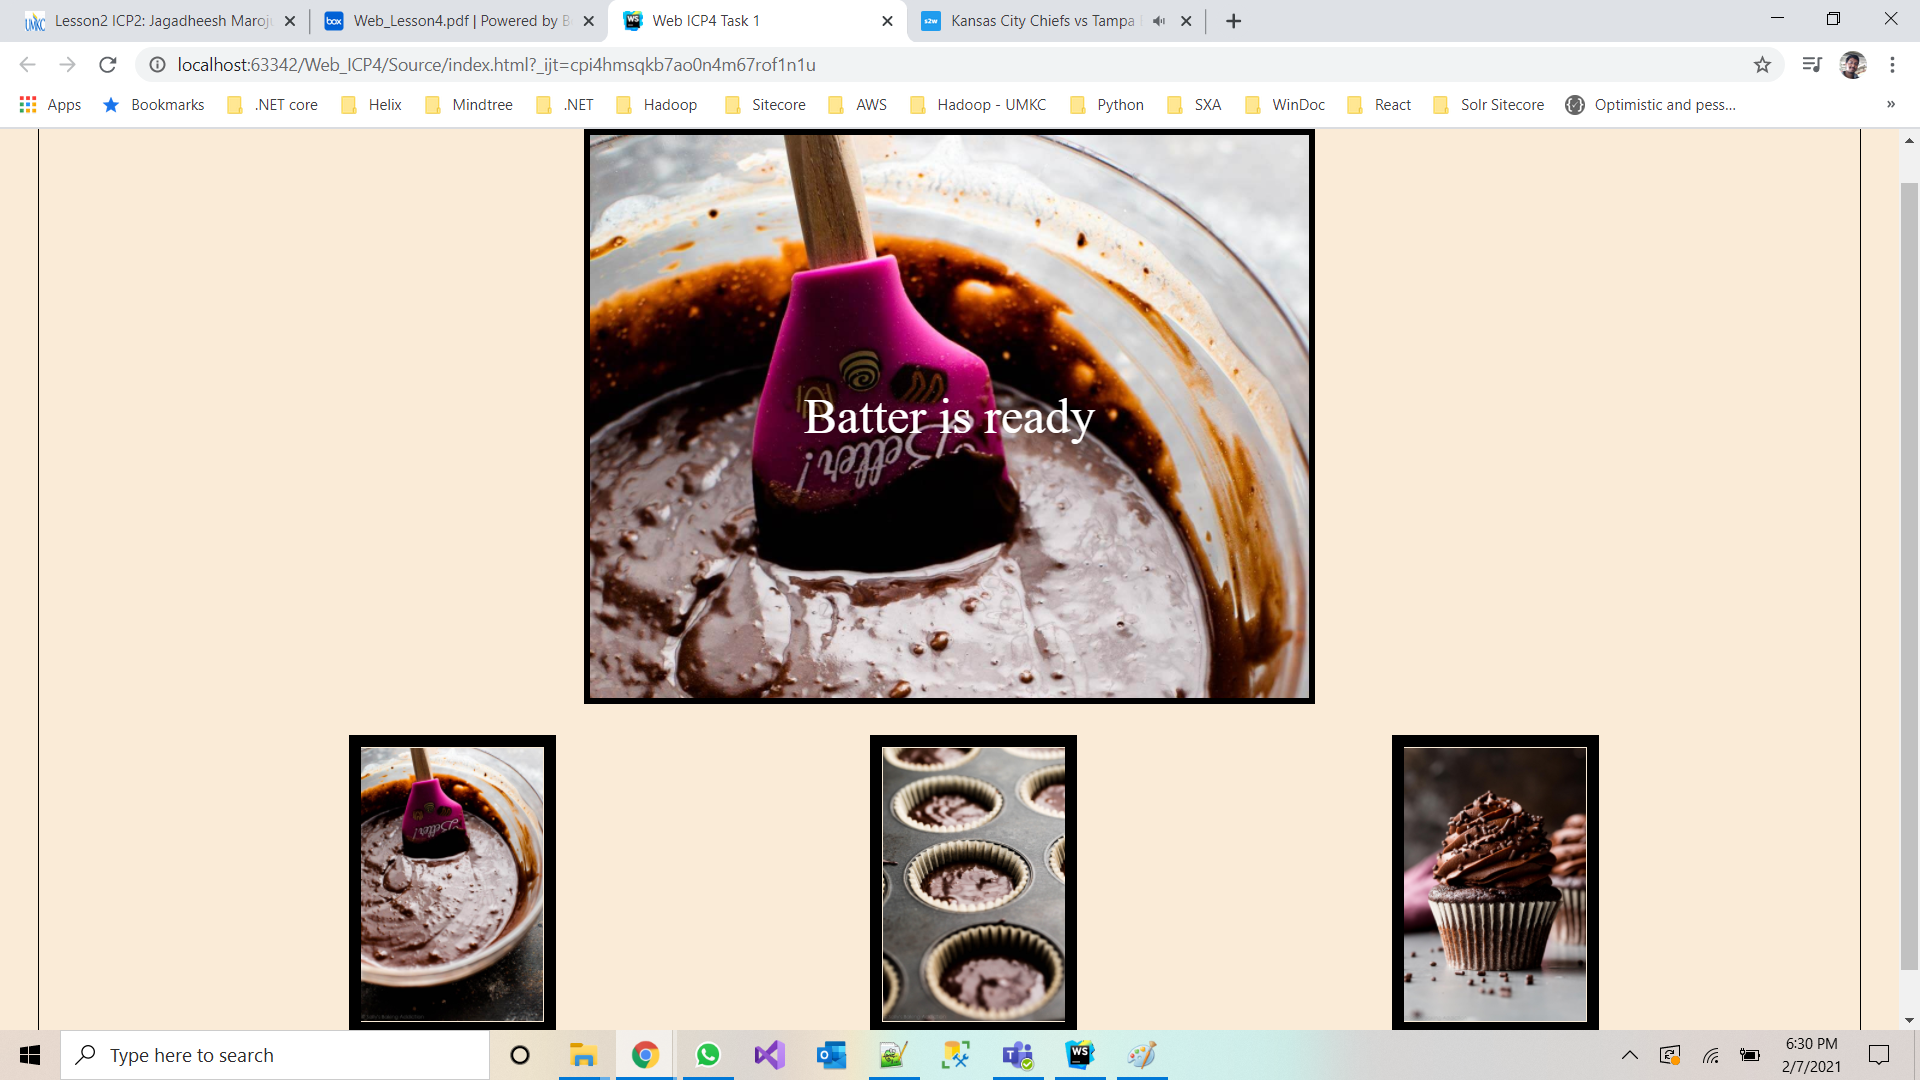 Lesson2 ICP2: Jagadheesh Maroj
Web_Lesson4.pdf | Powered by B
Web ICP4 Task 1
Kansas City Chiefs vs Tampa
localhost:63342/Web_ICP4/Source/index.html?_ijt=cpi4hmsqkb7ao0n4m67rof1n1u
Apps
Bookmarks
.NET core
Helix
Mindtree
.NET
Hadoop
Sitecore
AWS
Hadoop - UMKC
Python
SXA
WinDoc
React
Solr Sitecore
Optimistic and pess...
»
Batter is ready
Better!
Better!
Type here to search
6:30 PM
2/7/2021